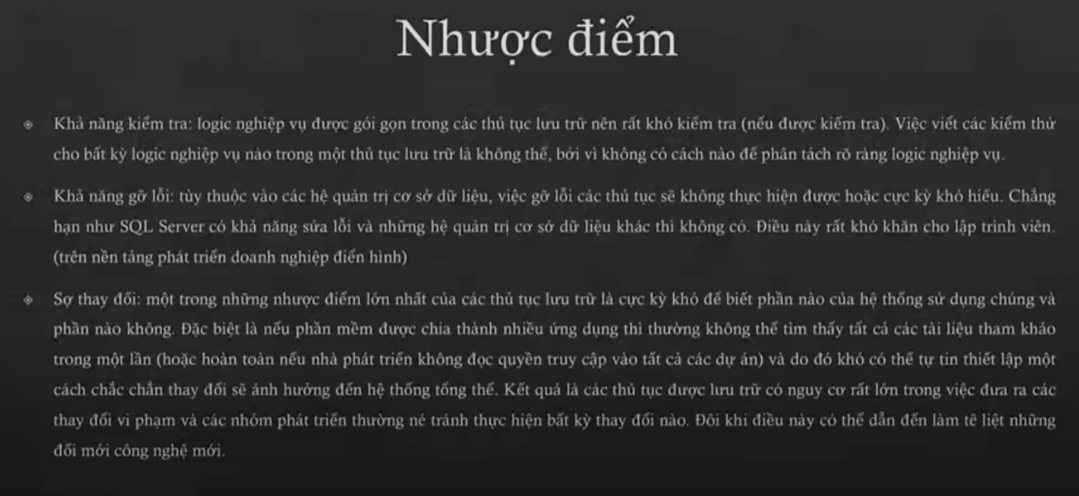 Nhược điểm
Khả năng kiểm tra: logic nghiệp vụ được gói gọn trong các thủ tục lưu trữ nên rất khó kiểm tra (nếu được kiểm tra). Việc viết các kiểm thử
cho bất kỳ logic nghiệp vụ nào trong một thủ tục lưu trữ là không thể, bởi vì không có cách nào để phân tách rõ ràng logic nghiệp vụ.
Khả năng gỡ lỗi: tùy thuộc vào các hệ quản trị cơ sở dữ liệu, việc gỡ lỗi các thủ tục sẽ không thực hiện được hoặc cực kỳ khó hiểu. Chẳng
hạn như SQL Server có khả năng sửa lỗi và những hệ quản trị cơ sở dữ liệu khác thì không có. Điều này rất khó khăn cho lập trình viên.
(trên nền tảng phát triển doanh nghiệp điển hình)
Sợ thay đổi: một trong những nhược điểm lớn nhất của các thủ tục lưu trữ là cực kỳ khó để biết phần nào của hệ thống sử dụng chúng và
phần nào không. Đặc biệt là nếu phần mềm được chia thành nhiều ứng dụng thì thường không thể tìm thấy tất cả các tài liệu tham khảo
trong một lần (hoặc hoàn toàn nếu nhà phát triển không đọc quyền truy cập vào tất cả các dự án) và do đó khó có thể tự tin thiết lập một
cách chắc chắn thay đổi sẽ ảnh hưởng đến hệ thống tổng thể. Kết quả là các thủ tục được lưu trữ có nguy cơ rất lớn trong việc đưa ra các
thay đổi vi phạm và các nhóm phát triển thường né tránh thực hiện bất kỳ thay đổi nào. Đôi khi điều này có thể dẫn đến làm tê liệt những
đổi mới công nghệ mới.